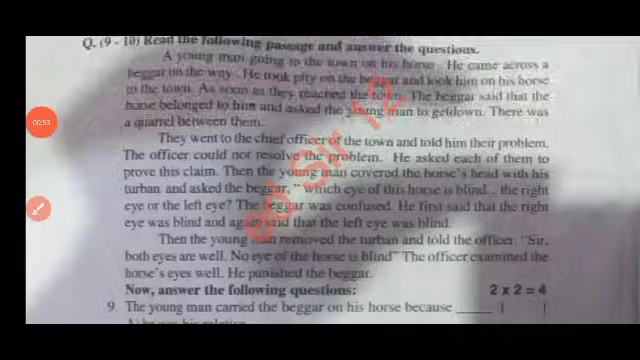 Q. (9 - 10) Read the following passage and answer the questions.
A young man going to the town on his horse. He came across a
beggar on the way. He took pity on the beggar and took him on his horse
to the town. As soon as they reached the town. The beggar said that the
horse belonged to him and asked the young man to getdown. There was
a quarrel between them.
They went to the chief officer of the town and told him their problem.
The officer could not resolve the problem. He asked each of them to
prove this claim. Then the young man covered the horse's head with his
turban and asked the beggar, "which eye of this horse is blind... the right
eye or the left eye? The beggar was confused. He first said that the right
eye was blind and again said that the left eye was blind.
Then the young man removed the turban and told the officer. "Sir,
both eyes are well. No eye of the horse is blind" The officer examined the
horse's eyes well. He punished the beggar.
Now, answer the following questions: 2 x 2 = 4
9. The young man carried the beggar on his horse because _____ [ ]
00:53
Sir 12